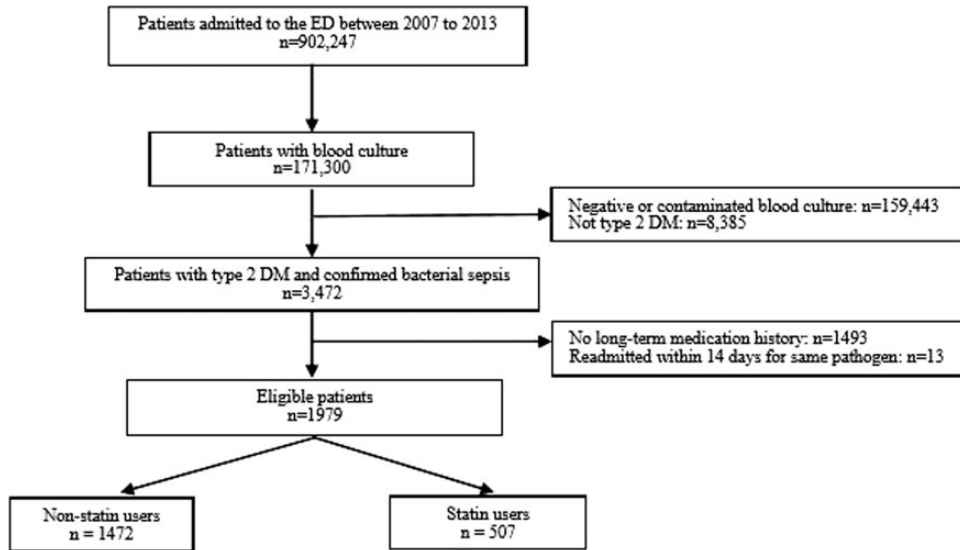 Patients admitted to the ED between 2007 to 2013
n=902,247
Patients with blood culture
n=171,300
Negative or contaminated blood culture: n=159,443
Not type 2 DM: n=8,385
Patients with type 2 DM and confirmed bacterial sepsis
n=3,472
No long-term medication history: n=1493
Readmitted within 14 days for same pathogen: n=13
Eligible patients
n=1979
Non-statin users
n = 1472
Statin users
n = 507